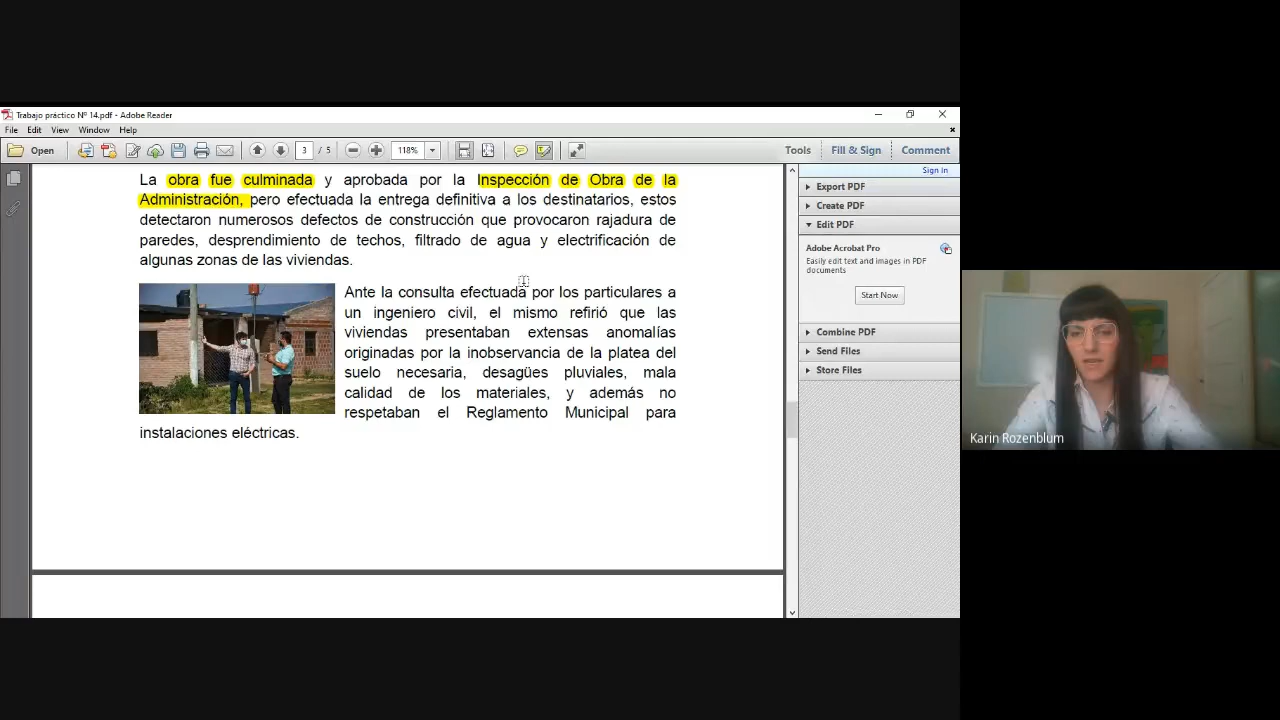 Trabajo práctico Nº 14.pdf - Adobe Reader
File Edit View Window Help
Open 3 / 5 118% Tools Fill & Sign Comment
Sign in
Export PDF
Create PDF
Edit PDF
Adobe Acrobat Pro
Easily edit text and images in PDF
documents
Start Now
Combine PDF
Send Files
Store Files
La obra fue culminada y aprobada por la Inspección de Obra de la
Administración, pero efectuada la entrega definitiva a los destinatarios, estos
detectaron numerosos defectos de construcción que provocaron rajadura de
paredes, desprendimiento de techos, filtrado de agua y electrificación de
algunas zonas de las viviendas.
Ante la consulta efectuada por los particulares a
un ingeniero civil, el mismo refirió que las
viviendas presentaban extensas anomalías
originadas por la inobservancia de la platea del
suelo necesaria, desagües pluviales, mala
calidad de los materiales, y además no
respetaban el Reglamento Municipal para
instalaciones eléctricas.
Karin Rozenblum